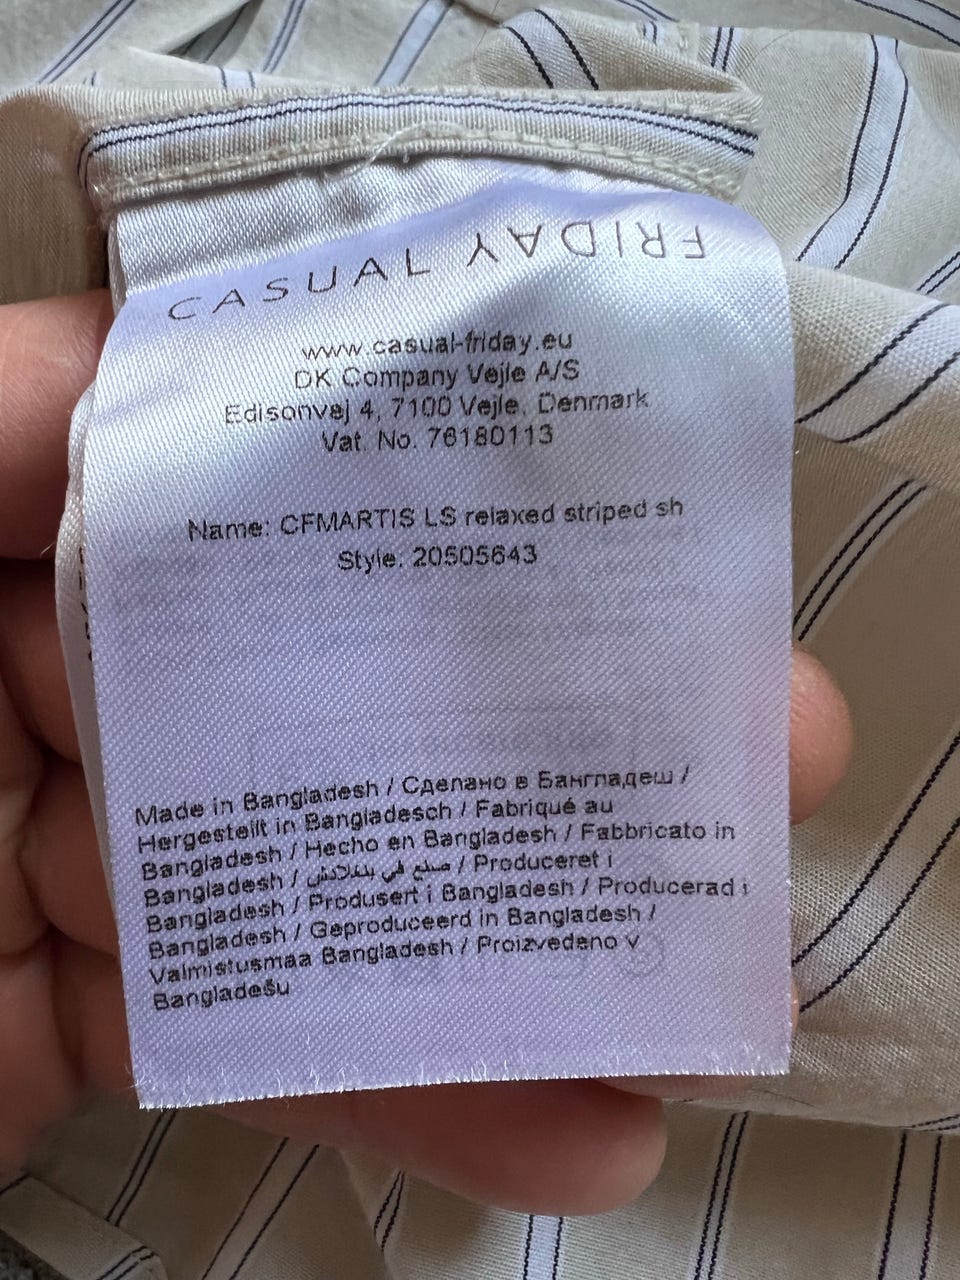 CASUAL FRIDAY
www.casual-friday.eu
DK Company Vejle A/S
Edisonvej 4, 7100 Vejle, Denmark
Vat. No. 76180113
Name: CFMARTIS LS relaxed striped sh
Style. 20505643
Made in Bangladesh / Сделано в Бангладеш /
Hergestellt in Bangladesch / Fabriqué au
Bangladesh / Hecho en Bangladesh / Fabbricato in
Bangladesh / صنع في بنغلادش / Produceret i
Bangladesh / Produsert i Bangladesh / Producerad i
Bangladesh / Geproduceerd in Bangladesh /
Valmistusmaa Bangladesh / Proizvedeno v
Bangladešu